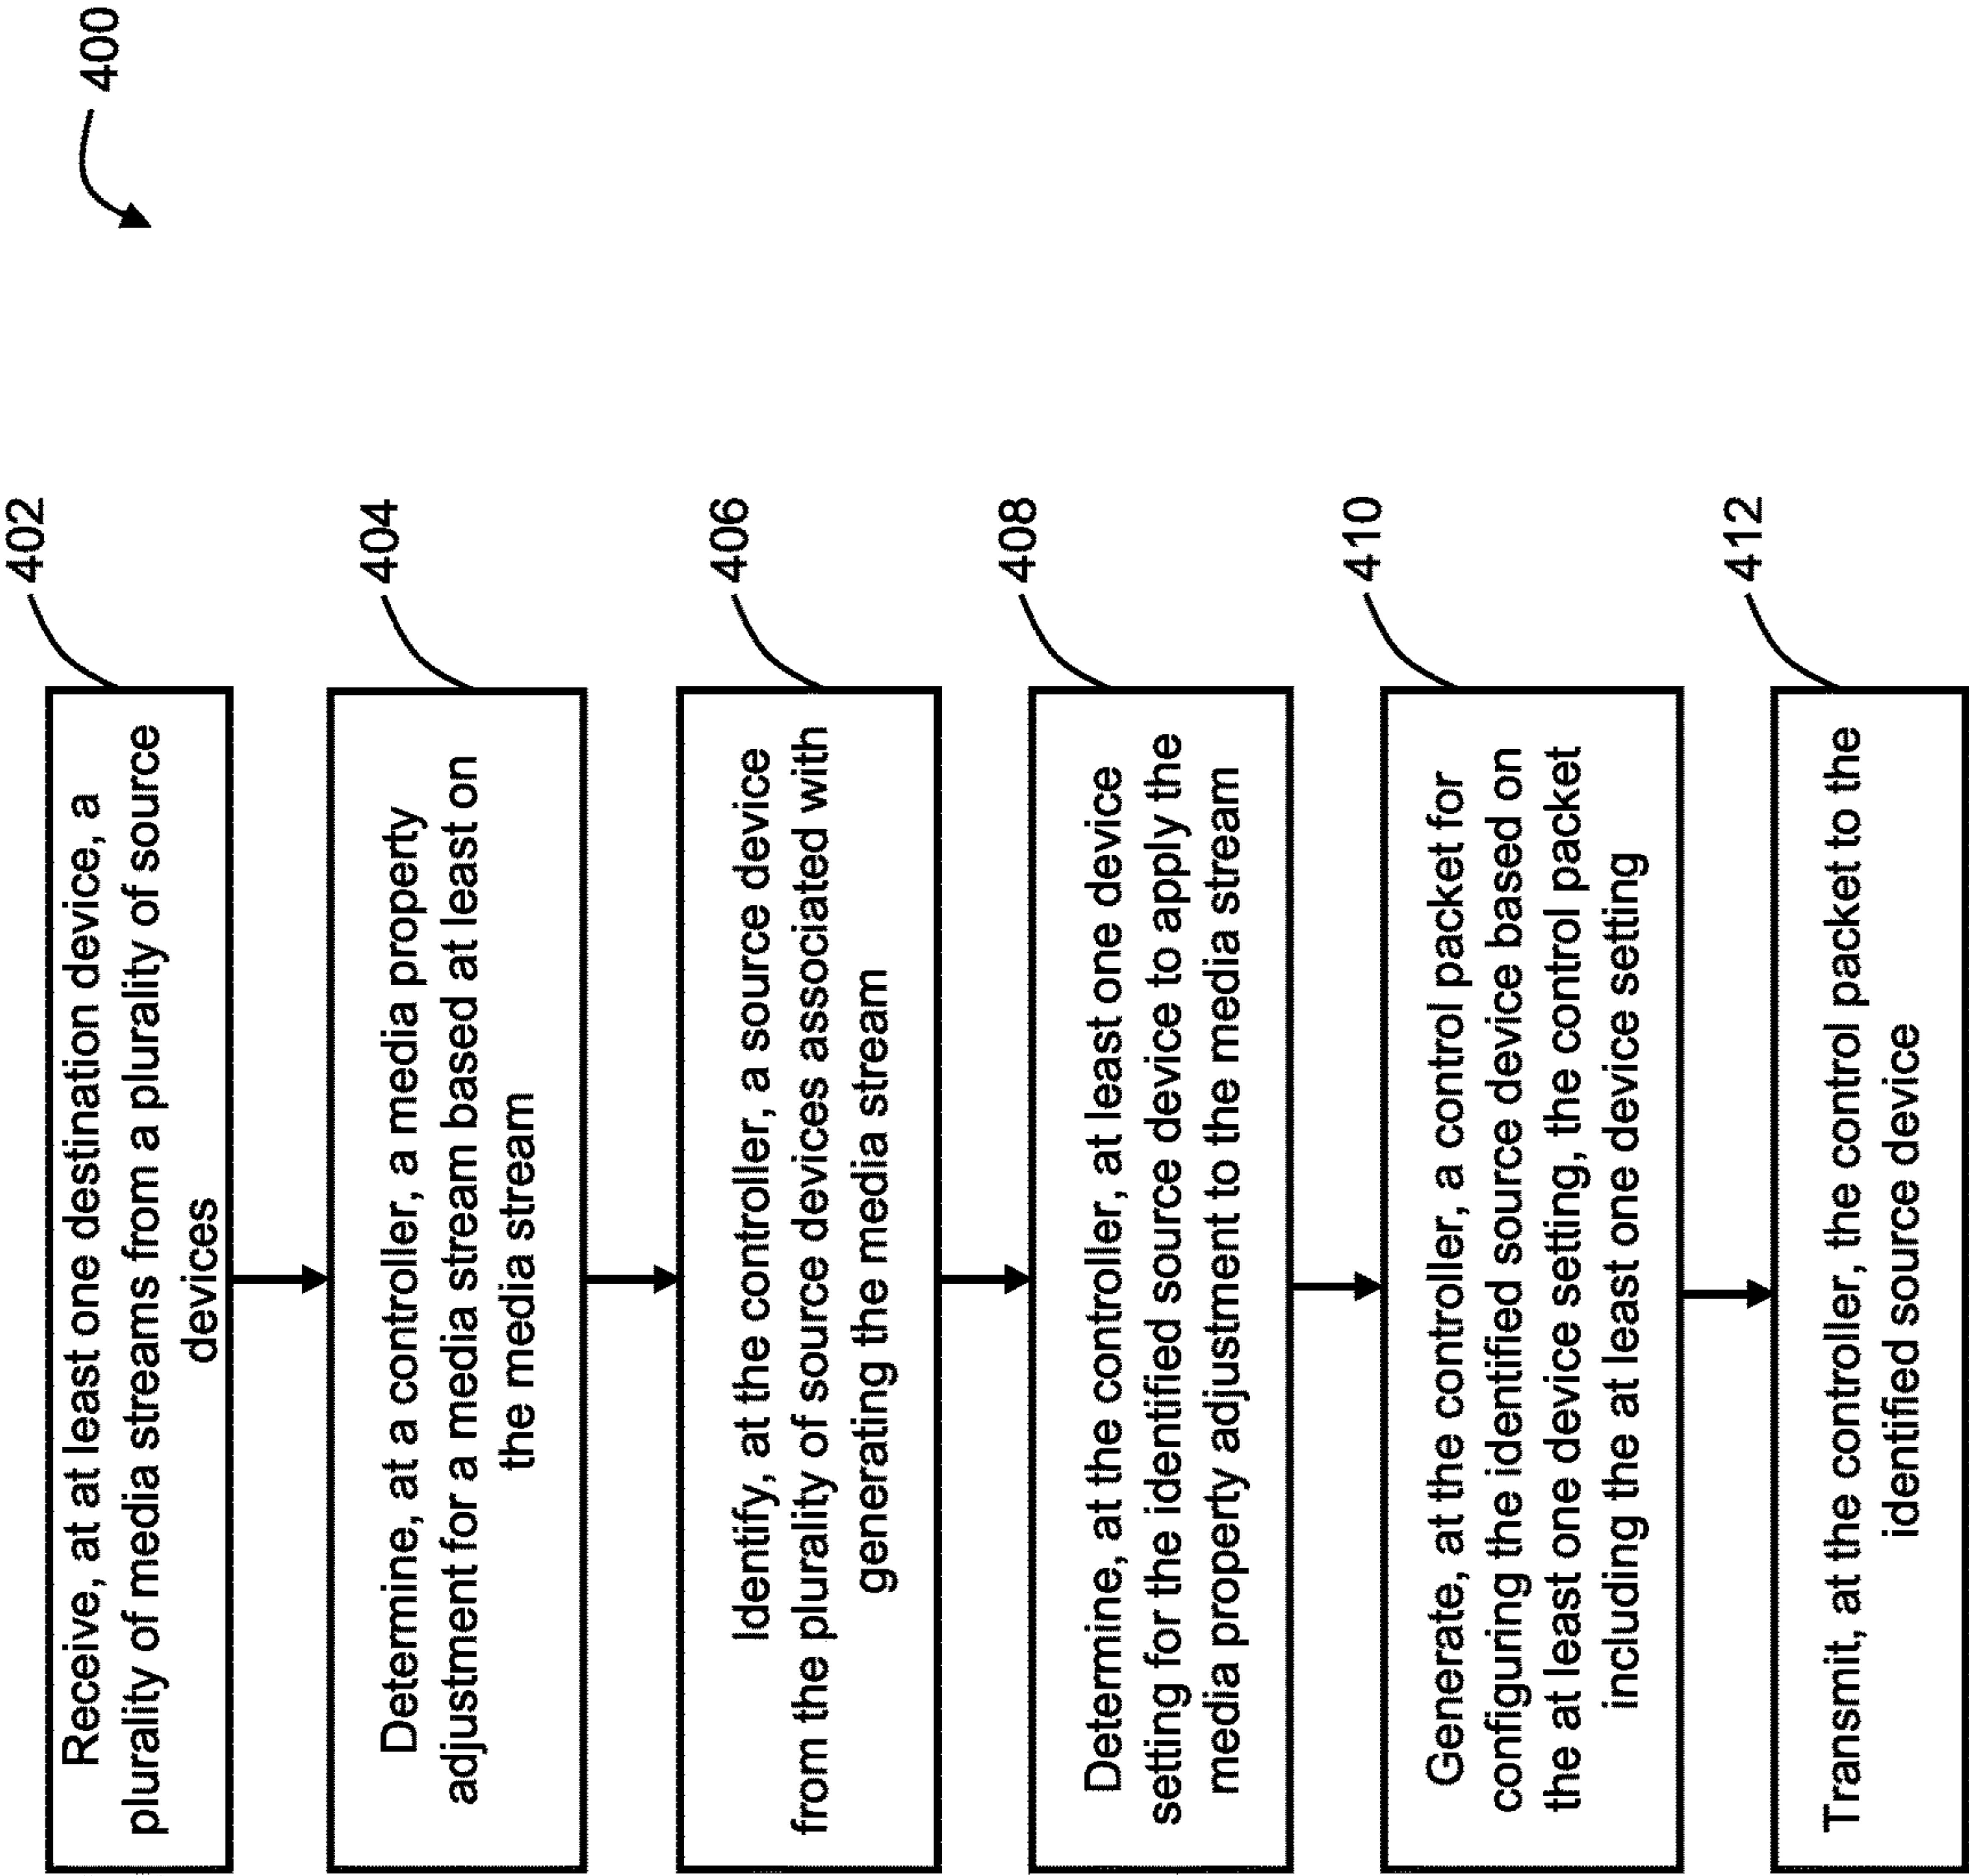 400
402
Receive, at at least one destination device, a
plurality of media streams from a plurality of source
devices
404
Determine, at a controller, a media property
adjustment for a media stream based at least on
the media stream
406
Identify, at the controller, a source device
from the plurality of source devices associated with
generating the media stream
408
Determine, at the controller, at least one device
setting for the identified source device to apply the
media property adjustment to the media stream
410
Generate, at the controller, a control packet for
configuring the identified source device based on
the at least one device setting, the control packet
including the at least one device setting
412
Transmit, at the controller, the control packet to the
identified source device